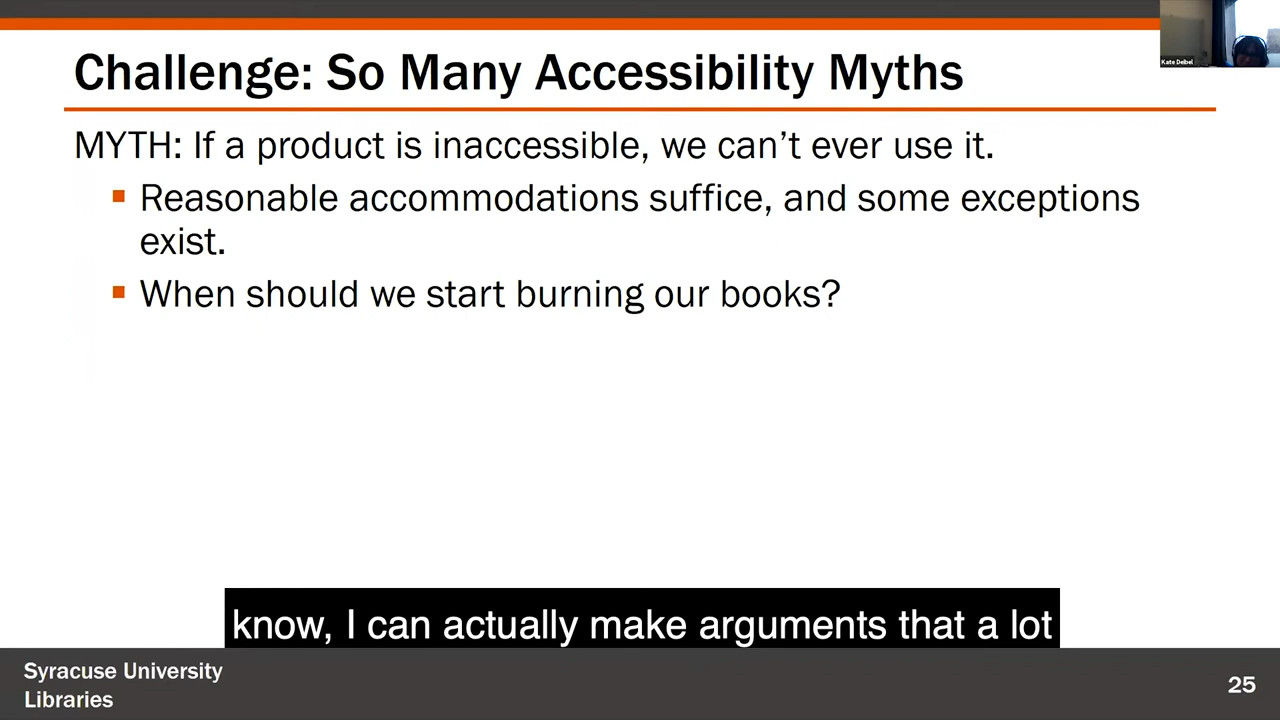 Challenge: So Many Accessibility Myths
Kate Deibel
MYTH: If a product is inaccessible, we can’t ever use it.
Reasonable accommodations suffice, and some exceptions
exist.
When should we start burning our books?
know, I can actually make arguments that a lot
Syracuse University
Libraries
25